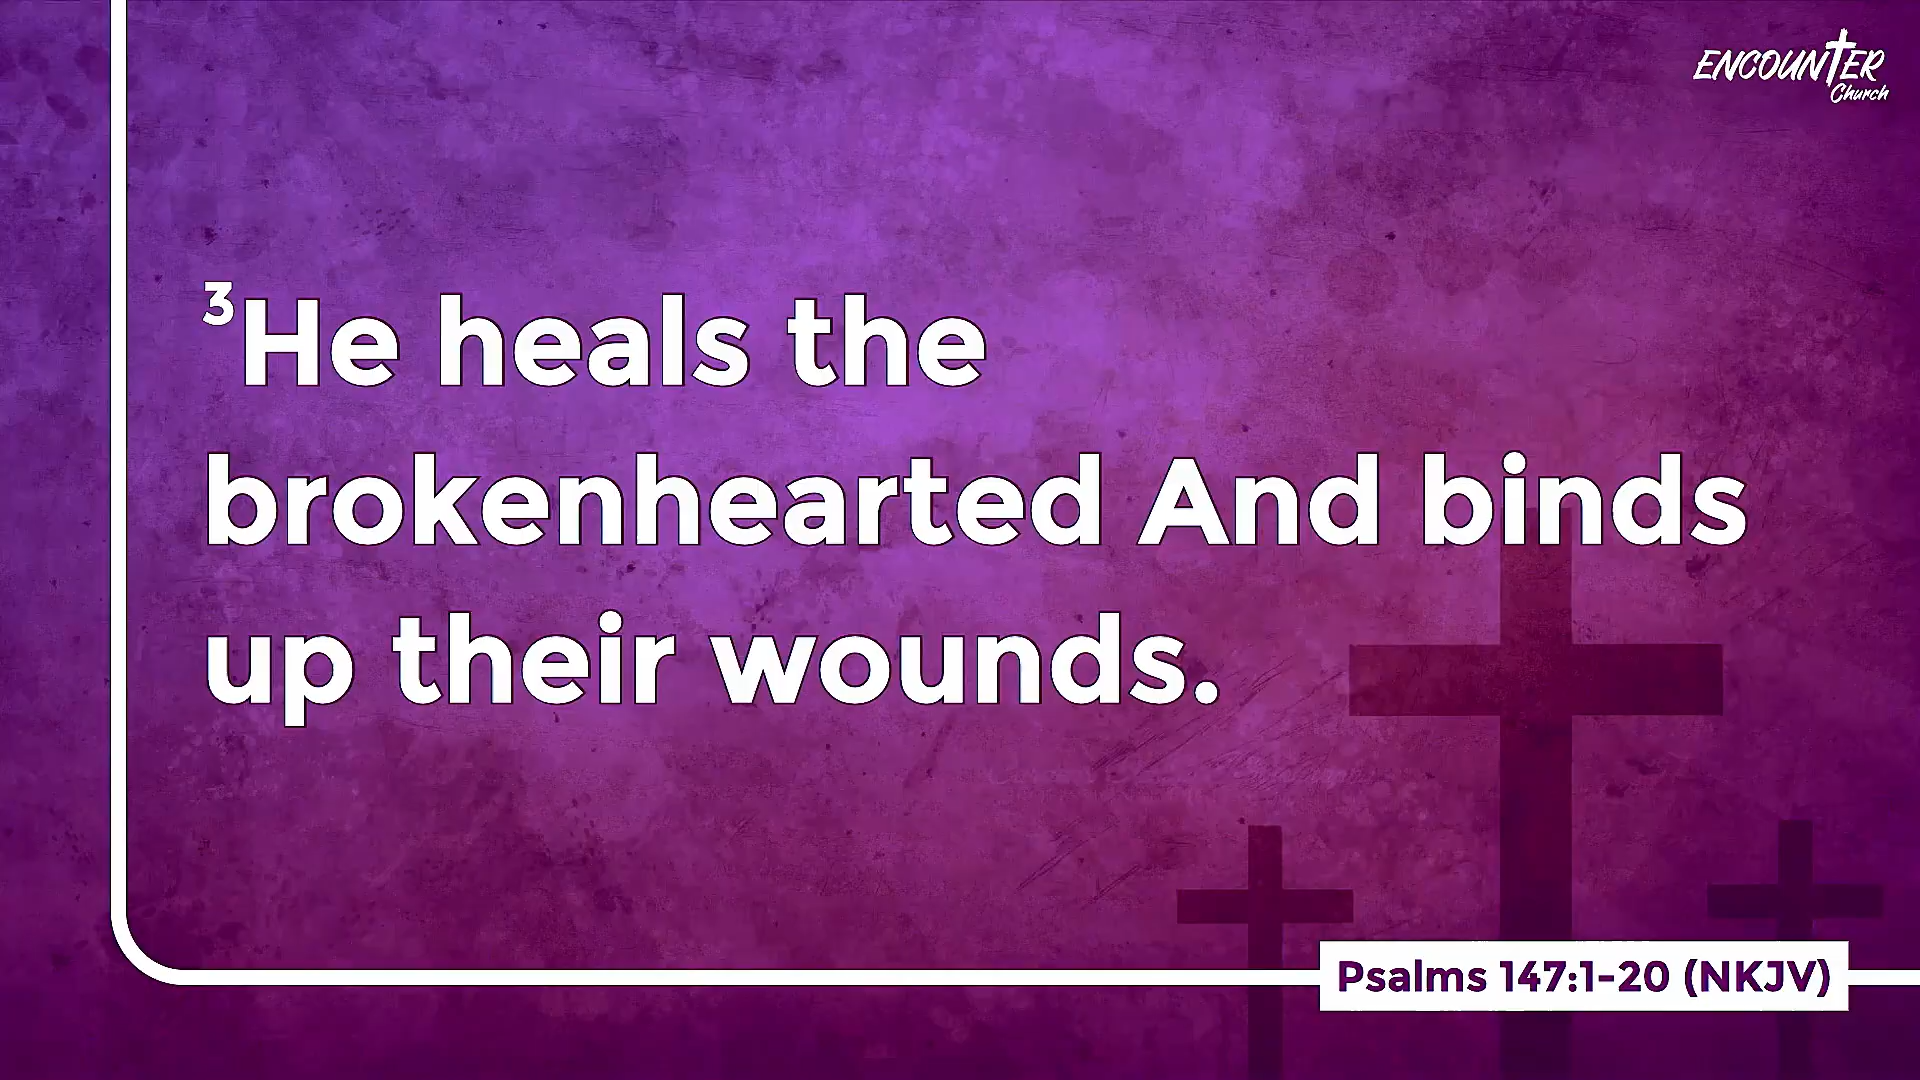 ENCOUNTER
Church
³He heals the
brokenhearted And binds
up their wounds.
Psalms 147:1-20 (NKJV)